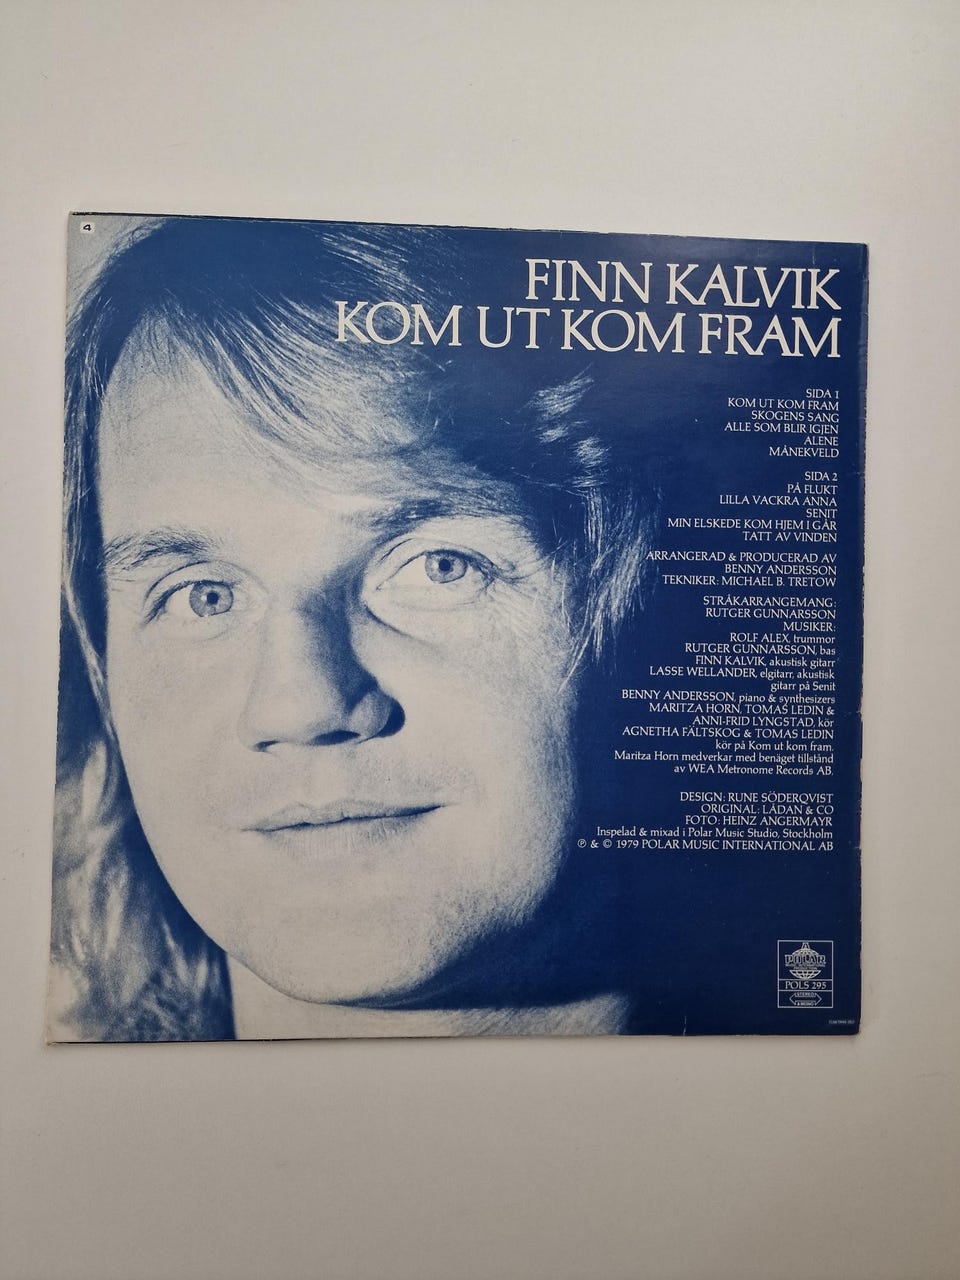 4
FINN KALVIK
KOM UT KOM FRAM
SIDA 1
KOM UT KOM FRAM
SKOGENS SANG
ALLE SOM BLIR IGJEN
ALENE
MÅNEKVELD
SIDA 2
PÅ FLUKT
LILLA VACKRA ANNA
SENIT
MIN ELSKEDE KOM HJEM I GÅR
TATT AV VINDEN
ARRANGERAD & PRODUCERAD AV
BENNY ANDERSSON
TEKNIKER: MICHAEL B. TRETOW
STRÅKARRANGEMANG:
RUTGER GUNNARSSON
MUSIKER:
ROLF ALEX, trummor
RUTGER GUNNARSSON, bas
FINN KALVIK, akustisk gitarr
LASSE WELLANDER, elgitarr, akustisk
gitarr på Senit
BENNY ANDERSSON, piano & synthesizers
MARITZA HORN, TOMAS LEDIN &
ANNI-FRID LYNGSTAD, kör
AGNETHA FÄLTSKOG & TOMAS LEDIN
kör på Kom ut kom fram.
Maritza Horn medverkar med benäget tillstånd
av WEA Metronome Records AB.
DESIGN: RUNE SÖDERQVIST
ORIGINAL: LÅDAN & CO
FOTO: HEINZ ANGERMAYR
Inspelad & mixad i Polar Music Studio, Stockholm
℗ & © 1979 POLAR MUSIC INTERNATIONAL AB
POLAR
POLS 295
STEREO
& MONO